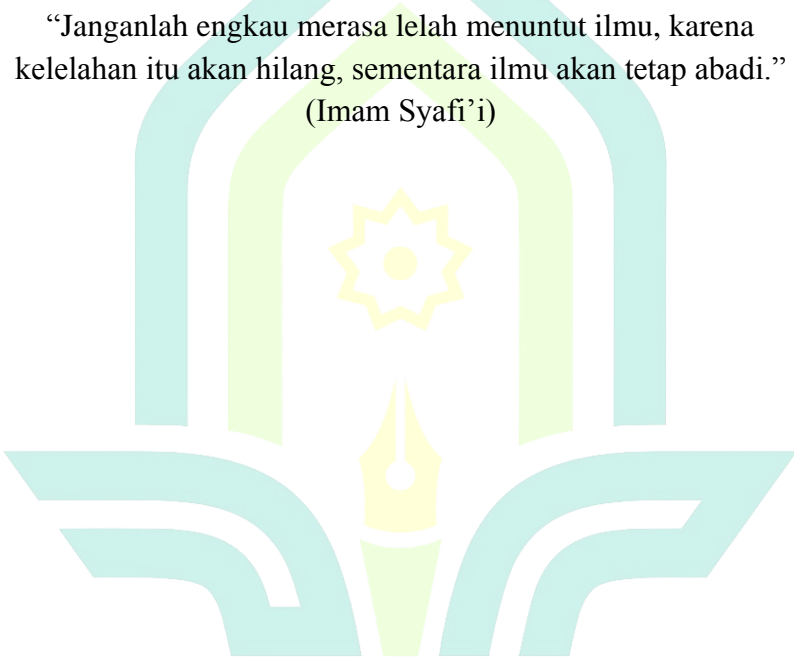 “Janganlah engkau merasa lelah menuntut ilmu, karena
kelelahan itu akan hilang, sementara ilmu akan tetap abadi.”
(Imam Syafi’i)